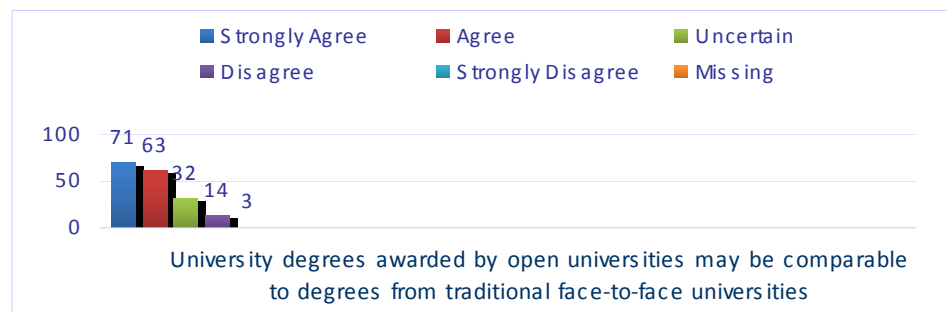 Strongly Agree Agree Uncertain
Disagree Strongly Disagree Missing
100
71 63
32
50
14 3
0
University degrees awarded by open universities may be comparable
to degrees from traditional face-to-face universities